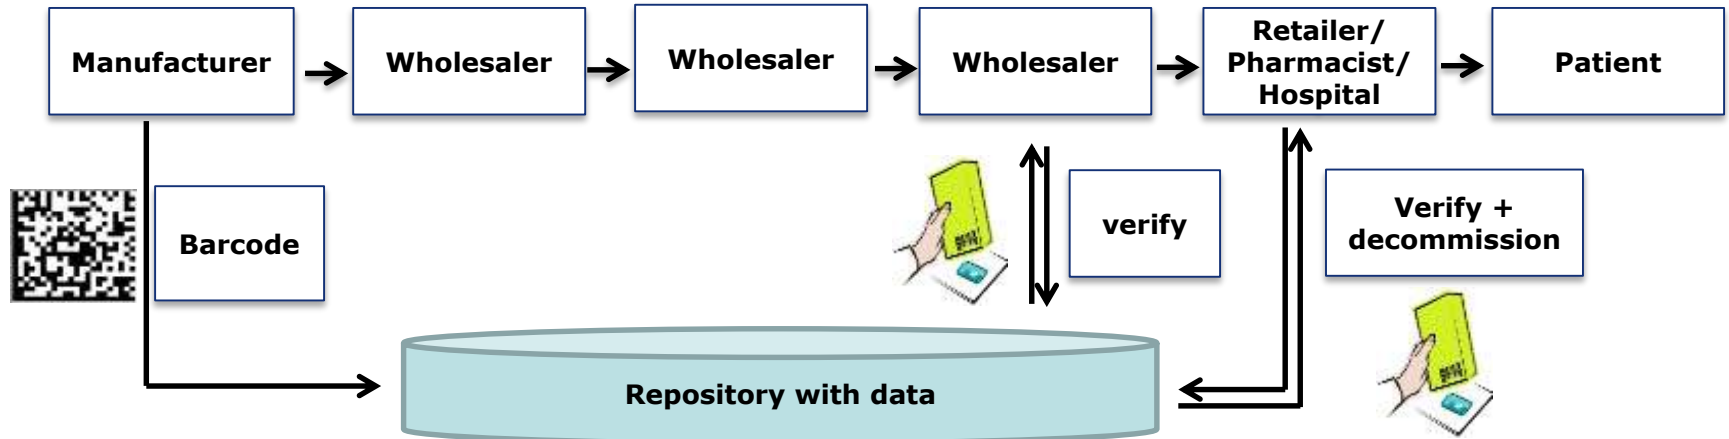 Manufacturer
Wholesaler
Wholesaler
Wholesaler
Retailer/
Pharmacist/
Hospital
Patient
Barcode
verify
Verify +
decommission
Repository with data